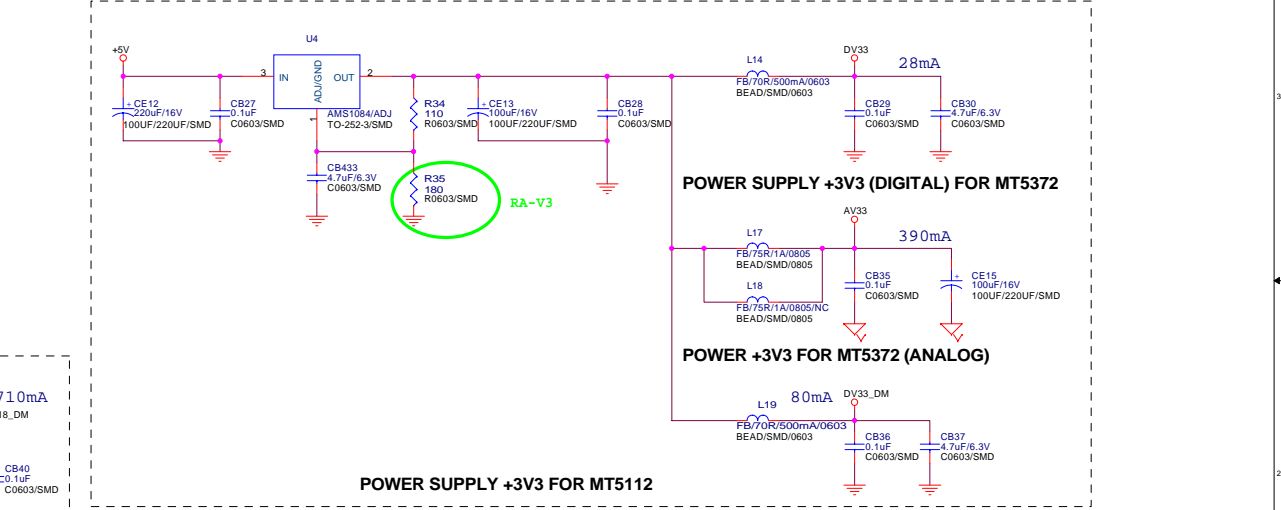 +5V
U4
3
IN
ADJ/GND
OUT
2
1
AMS1084/ADJ
TO-252-3/SMD
CE12
220uF/16V
100UF/220UF/SMD
+
CB27
0.1uF
C0603/SMD
R34
110
R0603/SMD
CE13
100uF/16V
100UF/220UF/SMD
+
CB28
0.1uF
C0603/SMD
CB433
4.7uF/6.3V
C0603/SMD
R35
180
R0603/SMD
RA-V3
L14
FB/70R/500mA/0603
BEAD/SMD/0603
DV33
28mA
CB29
0.1uF
C0603/SMD
CB30
4.7uF/6.3V
C0603/SMD
POWER SUPPLY +3V3 (DIGITAL) FOR MT5372
L17
FB/75R/1A/0805
BEAD/SMD/0805
L18
FB/75R/1A/0805/NC
BEAD/SMD/0805
AV33
390mA
CB35
0.1uF
C0603/SMD
+
CE15
100uF/16V
100UF/220UF/SMD
POWER +3V3 FOR MT5372 (ANALOG)
L19
FB/70R/500mA/0603
BEAD/SMD/0603
80mA
DV33_DM
CB36
0.1uF
C0603/SMD
CB37
4.7uF/6.3V
C0603/SMD
POWER SUPPLY +3V3 FOR MT5112
710mA
18_DM
CB40
0.1uF
C0603/SMD
3
2